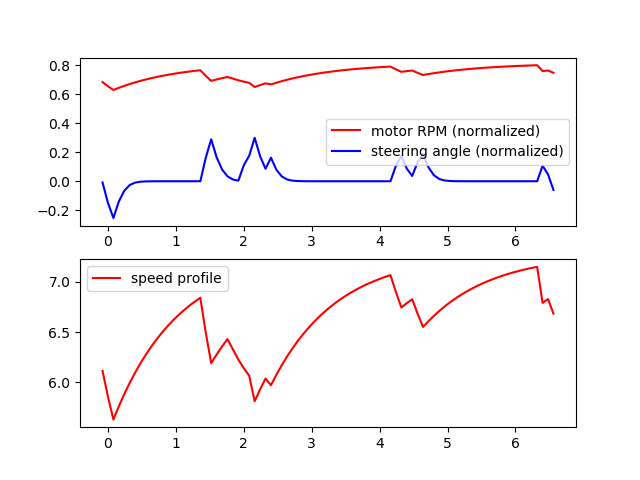 0.8
0.6
0.4
0.2
0.0
−0.2
motor RPM (normalized)
steering angle (normalized)
0 1 2 3 4 5 6
7.0
6.5
6.0
speed profile
0 1 2 3 4 5 6